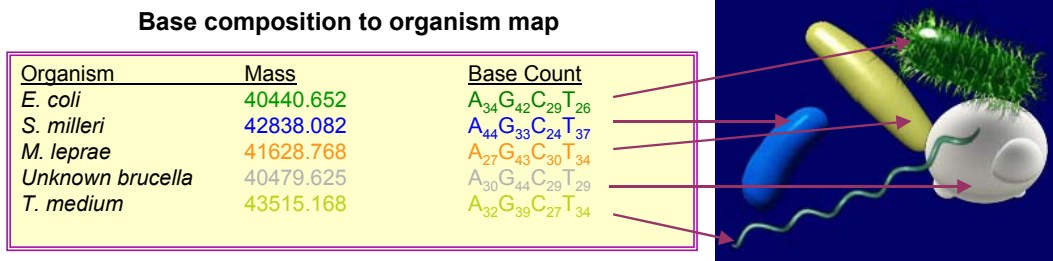 Base composition to organism map
Organism Mass Base Count
E. coli 40440.652 A34G42C29T26
S. milleri 42838.082 A44G33C24T37
M. leprae 41628.768 A27G43C30T34
Unknown brucella 40479.625 A30G44C29T29
T. medium 43515.168 A32G39C27T34